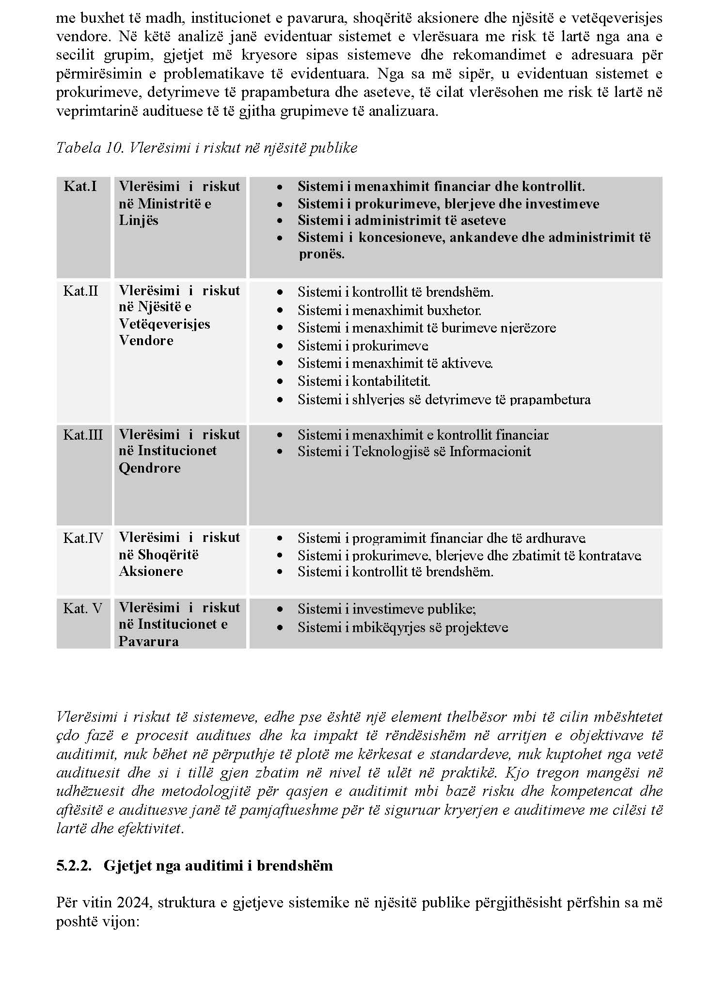 me buxhet të madh, institucionet e pavarura, shoqëritë aksionere dhe njësitë e vetëqeverisjes
vendore. Në këtë analizë janë evidentuar sistemet e vlerësuara me risk të lartë nga ana e
secilit grupim, gjetjet më kryesore sipas sistemeve dhe rekomandimet e adresuara për
përmirësimin e problematikave të evidentuara. Nga sa më sipër, u evidentuan sistemet e
prokurimeve, detyrimeve të prapambetura dhe aseteve, të cilat vlerësohen me risk të lartë në
veprimtarinë audituese të të gjitha grupimeve të analizuara.
Tabela 10. Vlerësimi i riskut në njësitë publike
Kat.I
Vlerësimi i riskut
në Ministritë e
Linjës
• Sistemi i menaxhimit financiar dhe kontrollit.
• Sistemi i prokurimeve, blerjeve dhe investimeve
• Sistemi i administrimit të aseteve
• Sistemi i koncesioneve, ankandeve dhe administrimit të
pronës.
Kat.II
Vlerësimi i riskut
në Njësitë e
Vetëqeverisjes
Vendore
• Sistemi i kontrollit të brendshëm.
• Sistemi i menaxhimit buxhetor.
• Sistemi i menaxhimit të burimeve njerëzore
• Sistemi i prokurimeve.
• Sistemi i menaxhimit të aktiveve.
• Sistemi i kontabilitetit.
• Sistemi i shlyerjes së detyrimeve të prapambetura
Kat.III
Vlerësimi i riskut
në Institucionet
Qendrore
• Sistemi i menaxhimit e kontrollit financiar.
• Sistemi i Teknologjisë së Informacionit
Kat.IV
Vlerësimi i riskut
në Shoqëritë
Aksionere
• Sistemi i programimit financiar dhe të ardhurave.
• Sistemi i prokurimeve, blerjeve dhe zbatimit të kontratave.
• Sistemi i kontrollit të brendshëm.
Kat. V
Vlerësimi i riskut
në Institucionet e
Pavarura
• Sistemi i investimeve publike;
• Sistemi i mbikëqyrjes së projekteve
Vlerësimi i riskut të sistemeve, edhe pse është një element thelbësor mbi të cilin mbështetet
çdo fazë e procesit auditues dhe ka impakt të rëndësishëm në arritjen e objektivave të
auditimit, nuk bëhet në përputhje të plotë me kërkesat e standardeve, nuk kuptohet nga vetë
audituesit dhe si i tillë gjen zbatim në nivel të ulët në praktikë. Kjo tregon mangësi në
udhëzuesit dhe metodologjitë për qasjen e auditimit mbi bazë risku dhe kompetencat dhe
aftësitë e audituesve janë të pamjaftueshme për të siguruar kryerjen e auditimeve me cilësi të
lartë dhe efektivitet.
5.2.2. Gjetjet nga auditimi i brendshëm
Për vitin 2024, struktura e gjetjeve sistemike në njësitë publike përgjithësisht përfshin sa më
poshtë vijon: